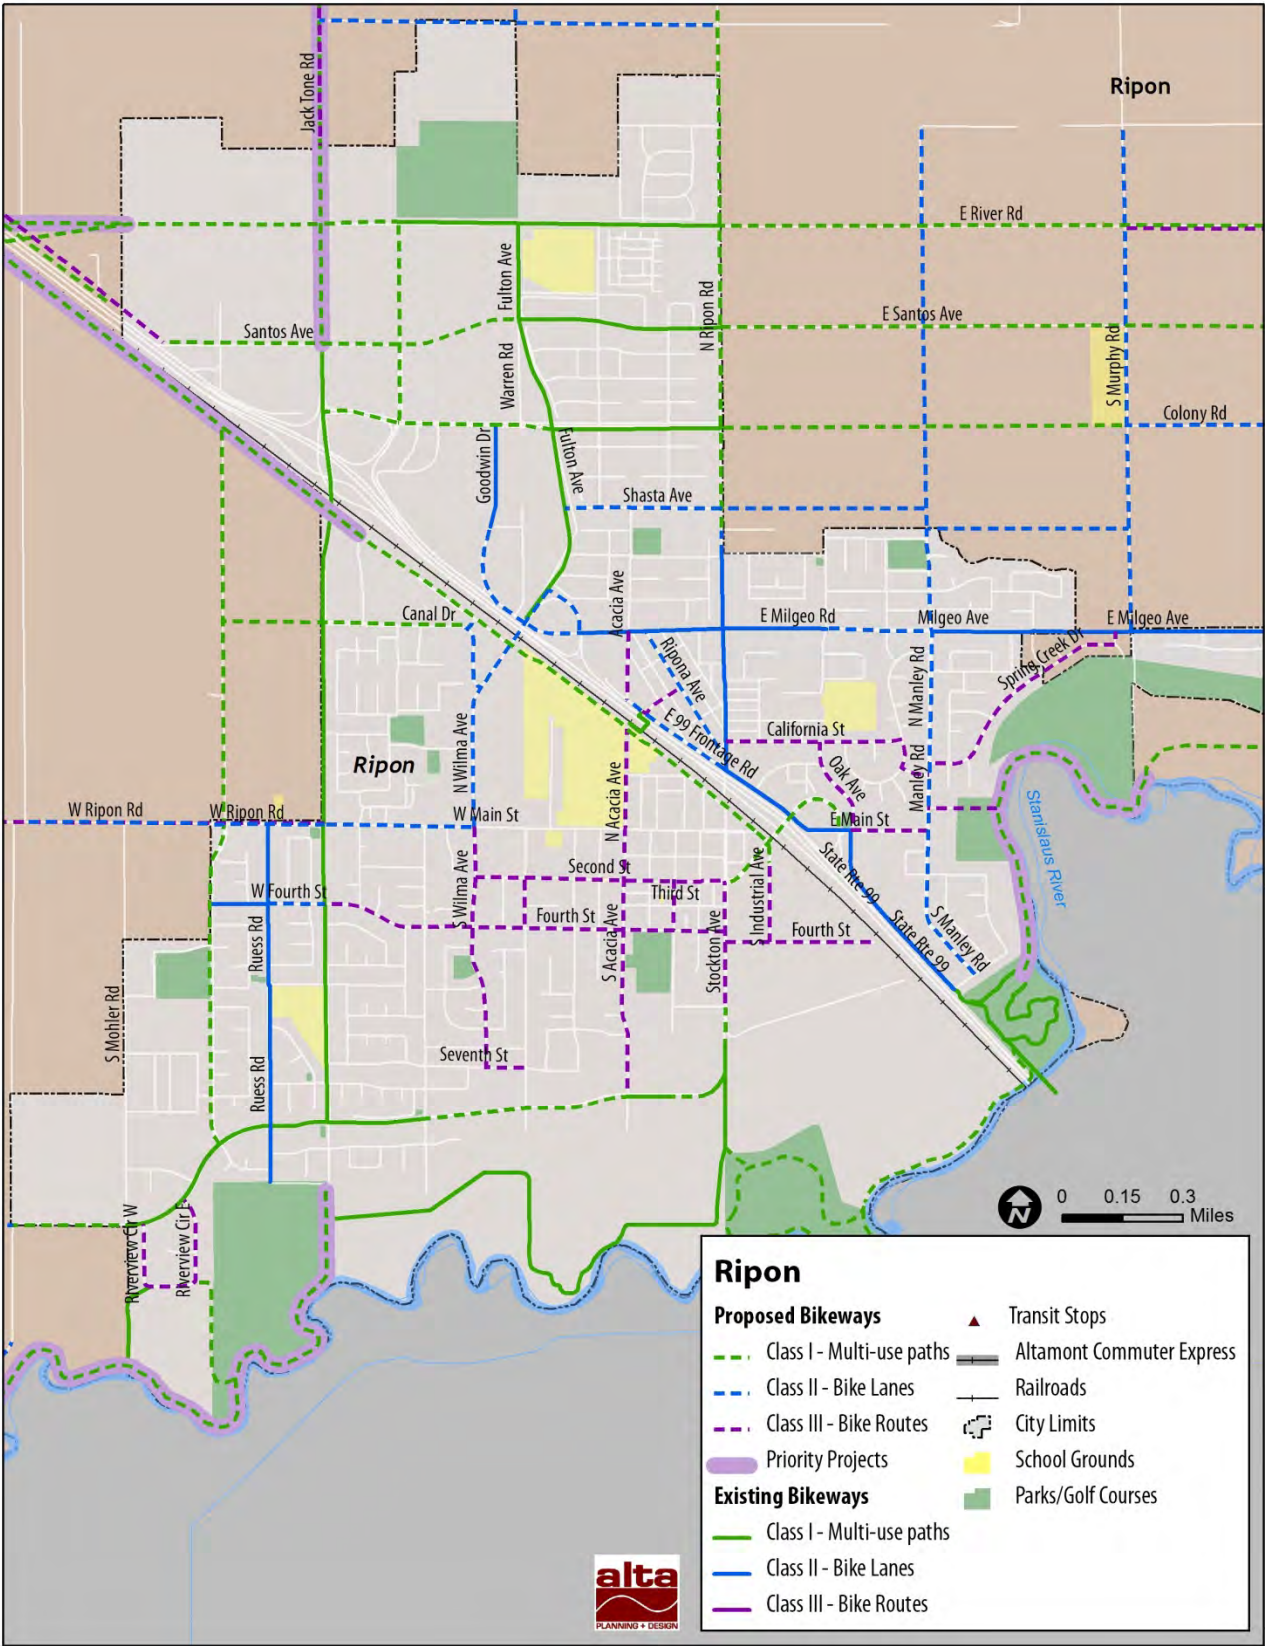 Jack Tone Rd
Ripon
E River Rd
Fulton Ave
N Ripon Rd
Santos Ave
E Santos Ave
Warren Rd
S Murphy Rd
Colony Rd
Goodwin Dr
Fulton Ave
Shasta Ave
Acacia Ave
Canal Dr
E Milgeo Rd
Milgeo Ave
E Milgeo Ave
Ripona Ave
N Manley Rd
Spring Creek Dr
E 99 Frontage Rd
California St
N Wilma Ave
Ripon
Oak Ave
Manley Rd
N Acacia Ave
W Ripon Rd
W Ripon Rd
W Main St
E Main St
Stanislaus River
S Wilma Ave
Second St
S Industrial Ave
State Rte 99
W Fourth St
Third St
Fourth St
Ruess Rd
S Acacia Ave
Stockton Ave
Fourth St
State Rte 99
S Manley Rd
S Mohler Rd
Seventh St
Ruess Rd
Riverview Cir W
Riverview Cir E
N
0 0.15 0.3
Miles
Ripon
Proposed Bikeways
Class I - Multi-use paths
Class II - Bike Lanes
Class III - Bike Routes
Priority Projects
Existing Bikeways
Class I - Multi-use paths
Class II - Bike Lanes
Class III - Bike Routes
Transit Stops
Altamont Commuter Express
Railroads
City Limits
School Grounds
Parks/Golf Courses
alta
PLANNING + DESIGN